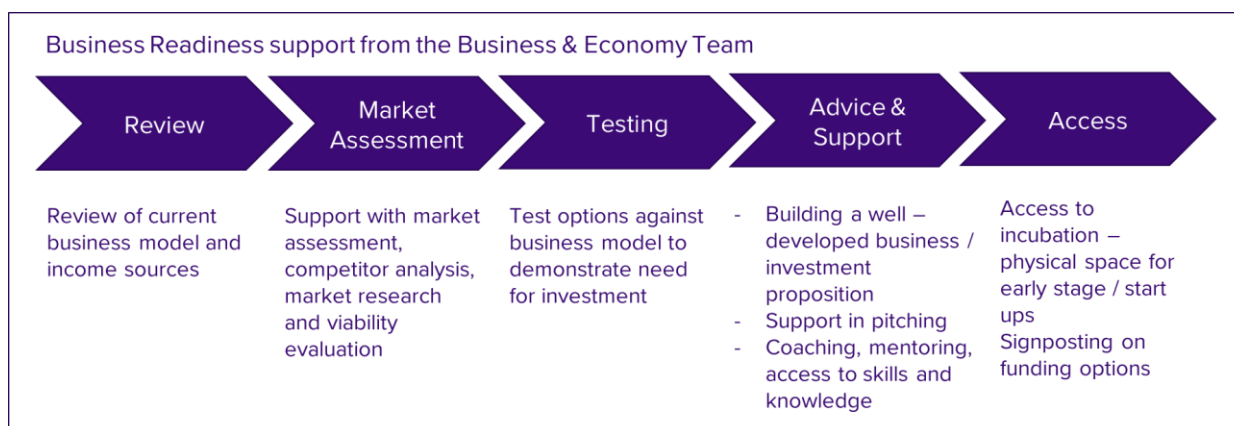 Business Readiness support from the Business & Economy Team
Review
Market
Assessment
Testing
Advice &
Support
Access
Review of current
business model and
income sources
Support with market
assessment,
competitor analysis,
market research
and viability
evaluation
Test options against
business model to
demonstrate need
for investment
- Building a well –
developed business /
investment
proposition
- Support in pitching
- Coaching, mentoring,
access to skills and
knowledge
Access to
incubation –
physical space for
early stage / start
ups
Signposting on
funding options